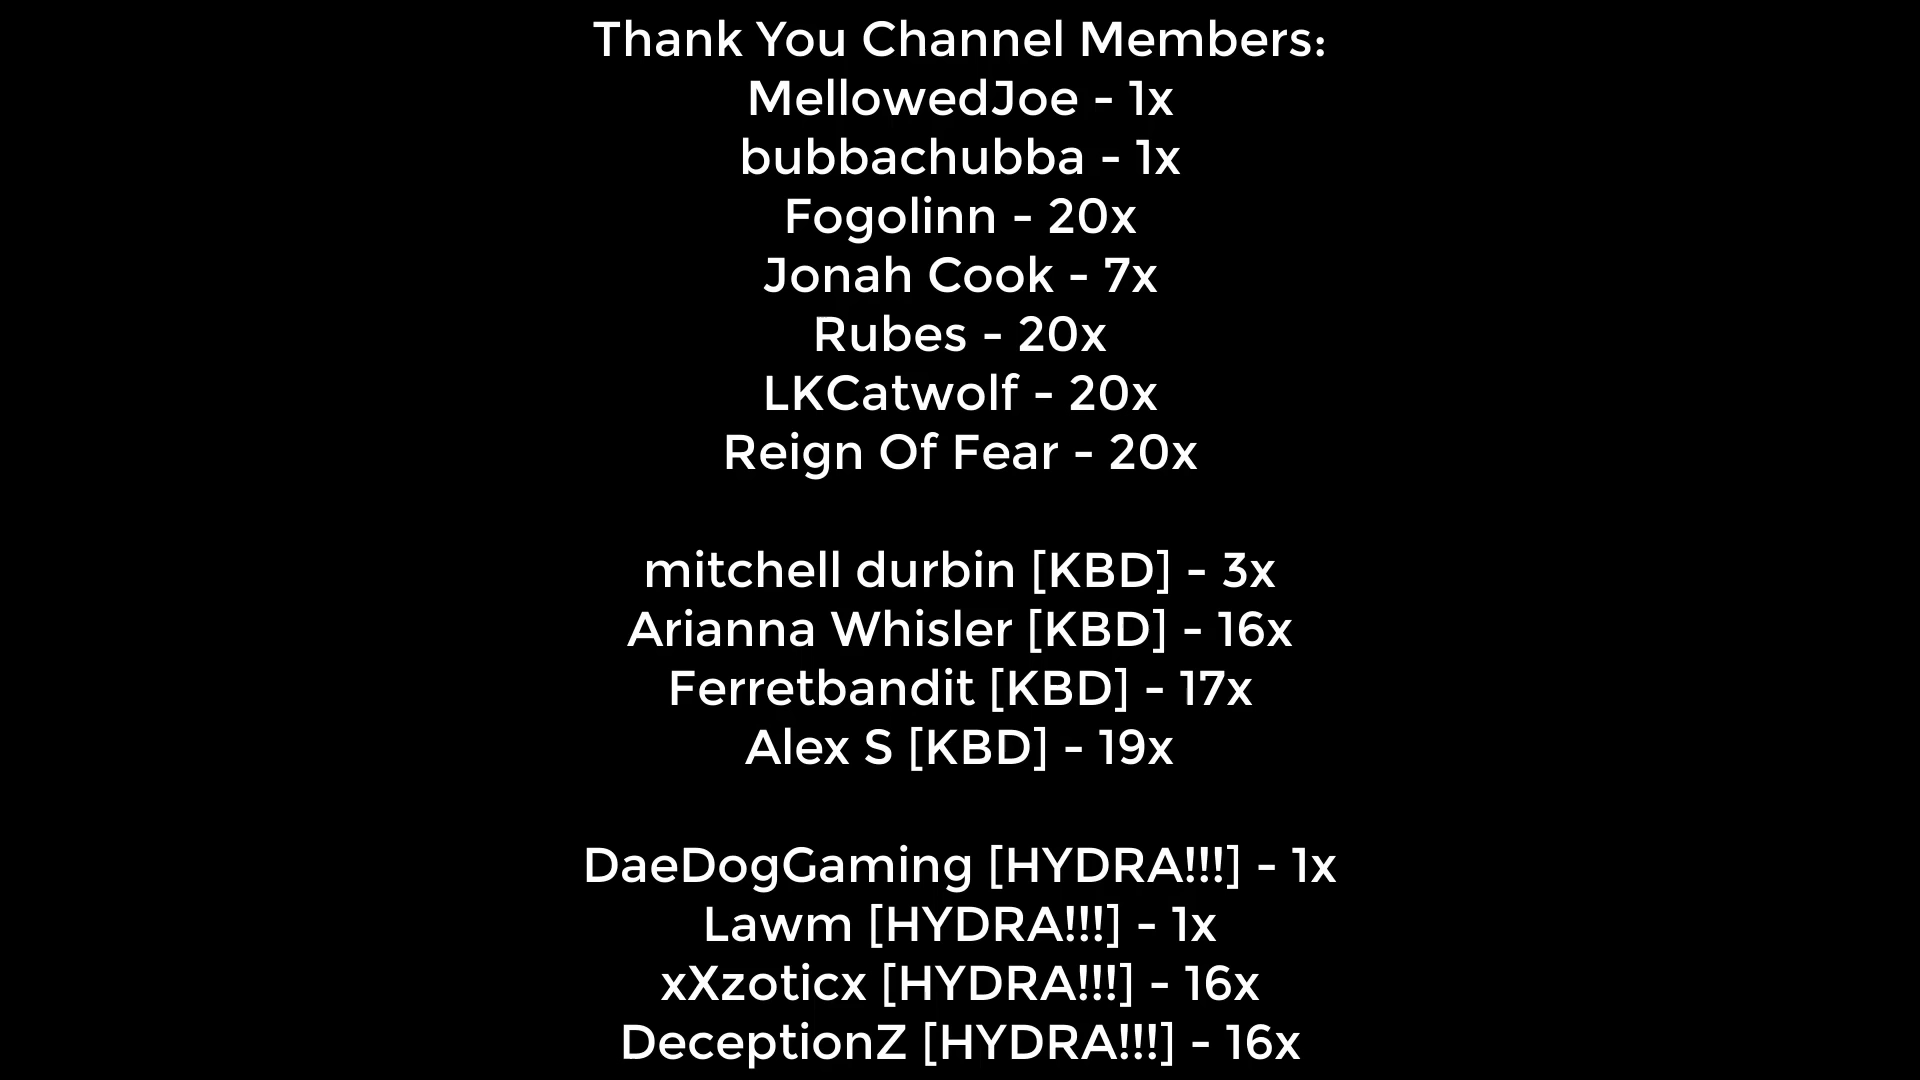 Thank You Channel Members:
MellowedJoe - 1x
bubbachubba - 1x
Fogolinn - 20x
Jonah Cook - 7x
Rubes - 20x
LKCatwolf - 20x
Reign Of Fear - 20x
mitchell durbin [KBD] - 3x
Arianna Whisler [KBD] - 16x
Ferretbandit [KBD] - 17x
Alex S [KBD] - 19x
DaeDogGaming [HYDRA!!!] - 1x
Lawm [HYDRA!!!] - 1x
xXzoticx [HYDRA!!!] - 16x
DeceptionZ [HYDRA!!!] - 16x